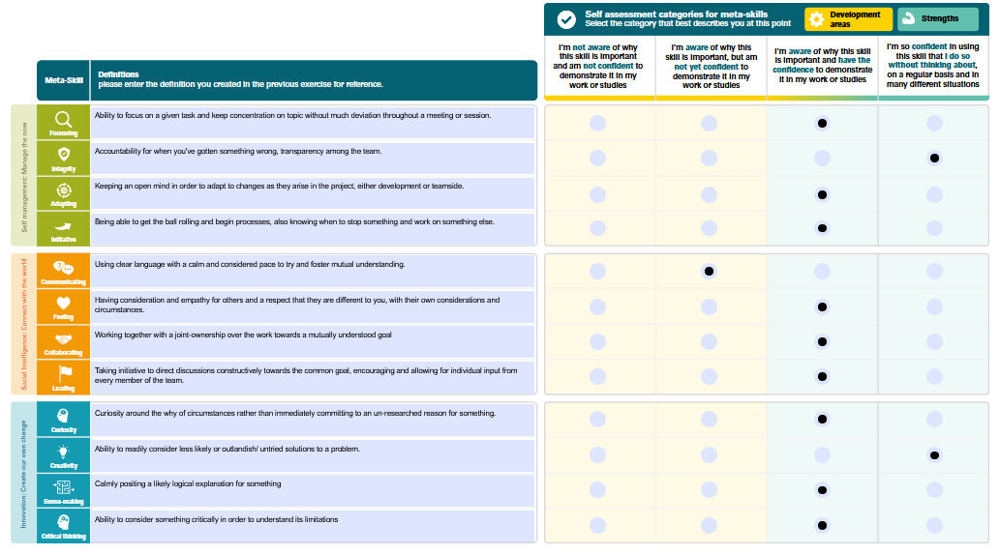 Self assessment categories for meta-skills
Select the category that best describes you at this point
Development
areas
Strengths
I'm not aware of why
this skill is important
and am not confident to
demonstrate it in my
work or studies
I'm aware of why this
skill is important, but am
not yet confident to
demonstrate it in my
work or studies
I'm aware of why this skill
is important and have the
confidence to demonstrate
it in my work or studies
I'm so confident in using
this skill that I do so
without thinking about,
on a regular basis and in
many different situations
Meta-Skill
Definitions
please enter the definition you created in the previous exercise for reference.
Self management: Manage the now
Focussing
Ability to focus on a given task and keep concentration on topic without much deviation throughout a meeting or session.
Integrity
Accountability for when you've gotten something wrong, transparency among the team.
Adapting
Keeping an open mind in order to adapt to changes as they arise in the project, either development or teamside.
Initiative
Being able to get the ball rolling and begin processes, also knowing when to stop something and work on something else.
Social Intelligence: Connect with the world
Communicating
Using clear language with a calm and considered pace to try and foster mutual understanding.
Feeling
Having consideration and empathy for others and a respect that they are different to you, with their own considerations and
circumstances.
Collaborating
Working together with a joint-ownership over the work towards a mutually understood goal
Leading
Taking initiative to direct discussions constructively towards the common goal, encouraging and allowing for individual input from
every member of the team.
Innovation: Create our own change
Curiosity
Curiosity around the why of circumstances rather than immediately committing to an un-researched reason for something.
Creativity
Ability to readily consider less likely or outlandish/ untried solutions to a problem.
Sense-making
Calmly positing a likely logical explanation for something
Critical thinking
Ability to consider something critically in order to understand its limitations